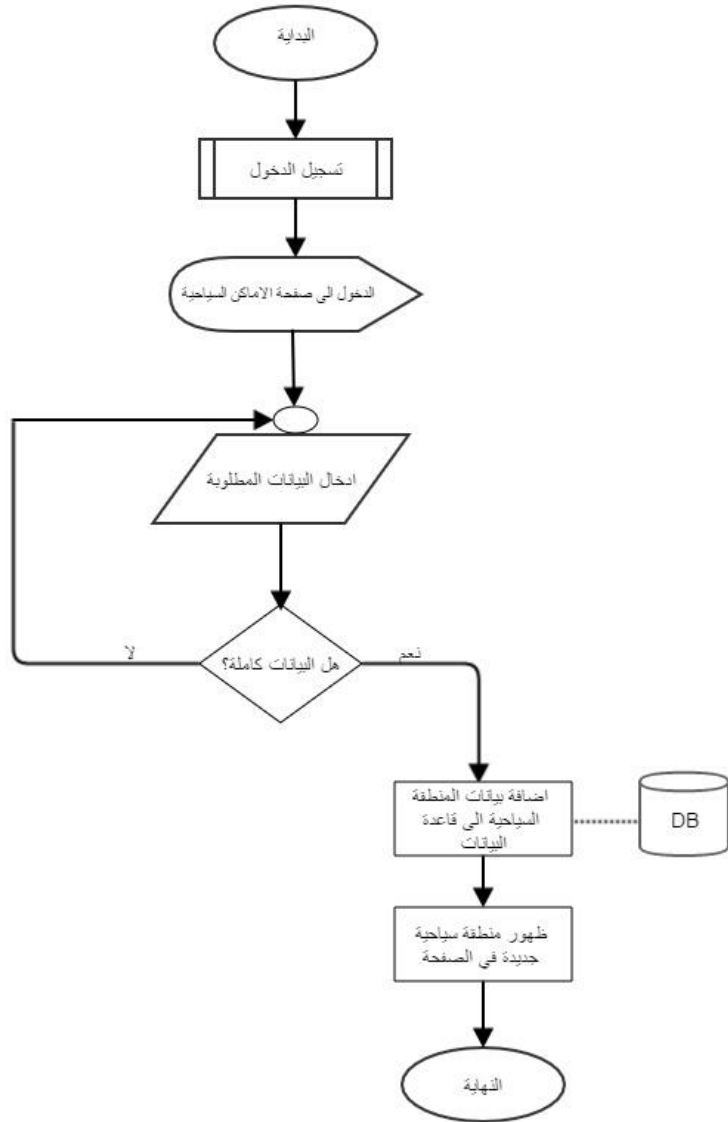 البداية
تسجيل الدخول
الدخول الى صفحة الاماكن السياحية
ادخال البيانات المطلوبة
هل البيانات كاملة؟
لا
نعم
اضافة بيانات المنطقة
السياحية الى قاعدة
البيانات
DB
ظهور منطقة سياحية
جديدة في الصفحة
النهاية